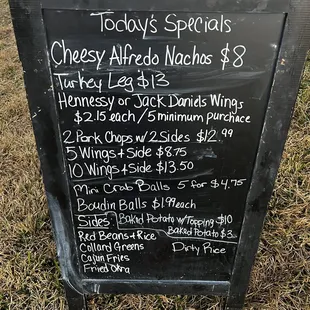 Today's Specials
Cheesy Alfredo Nachos $8
Turkey Leg $13
Hennessy or Jack Daniels Wings
$2.15 each / 5 minimum purchace
2 Pork Chops w/ 2 Sides $12.99
5 Wings + Side $8.75
10 Wings + Side $13.50
Mini Crab Balls 5 for $4.75
Boudin Balls $1.99 each
Sides Baked Potato w/ Topping $10
Red Beans + Rice Baked Potato $3
Collard Greens Dirty Rice
Cajun Fries
Fried Okra